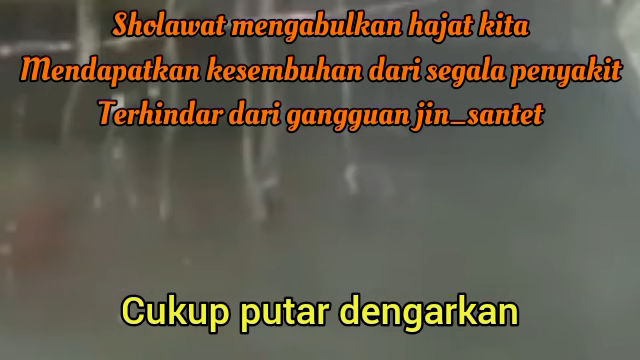 Sholawat mengabulkan hajat kita
Mendapatkan kesembuhan dari segala penyakit
Terhindar dari gangguan jin_santet
Cukup putar dengarkan